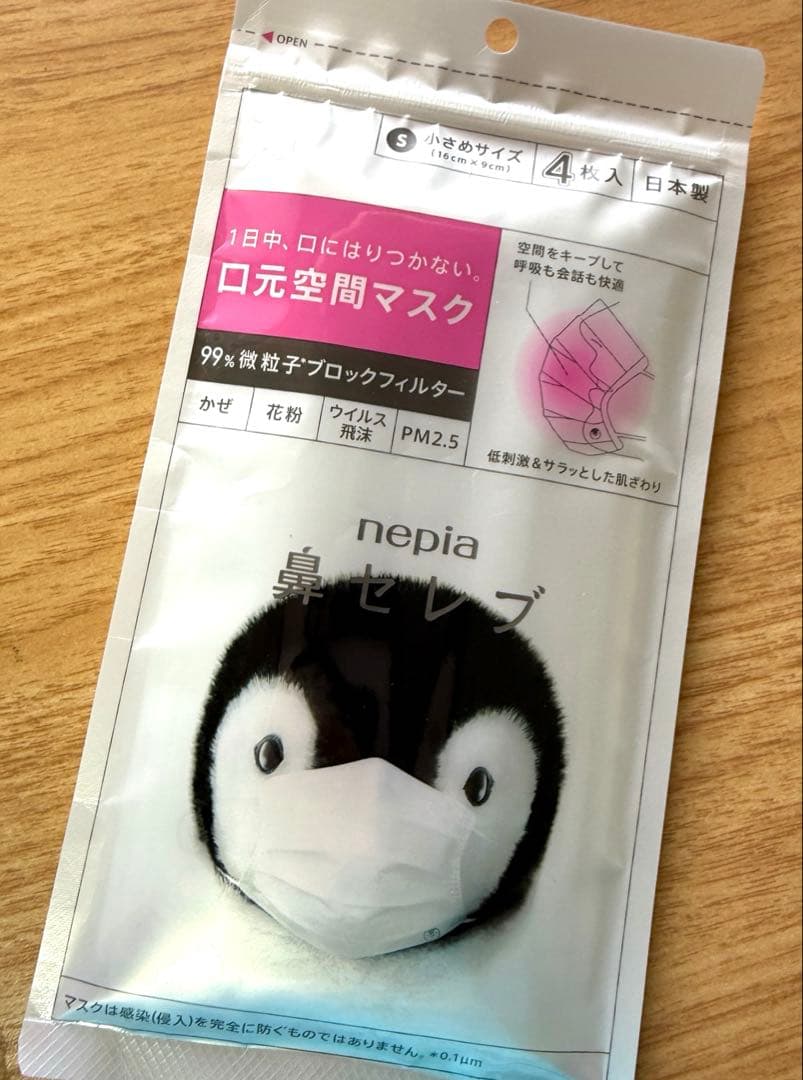 ◀OPEN
S 小さめサイズ
(16cm×9cm)
4枚入
日本製
1日中、口にはりつかない。
口元空間マスク
99%微粒子*ブロックフィルター
かぜ
花粉
ウイルス
飛沫
PM2.5
空間をキープして
呼吸も会話も快適
低刺激&サラッとした肌ざわり
nepia
鼻セレブ
マスクは感染(侵入)を完全に防ぐものではありません。*0.1μm